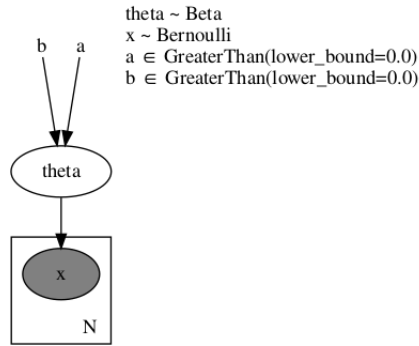 theta ~ Beta
x ~ Bernoulli
a ∈ GreaterThan(lower_bound=0.0)
b ∈ GreaterThan(lower_bound=0.0)
b a
theta
x
N